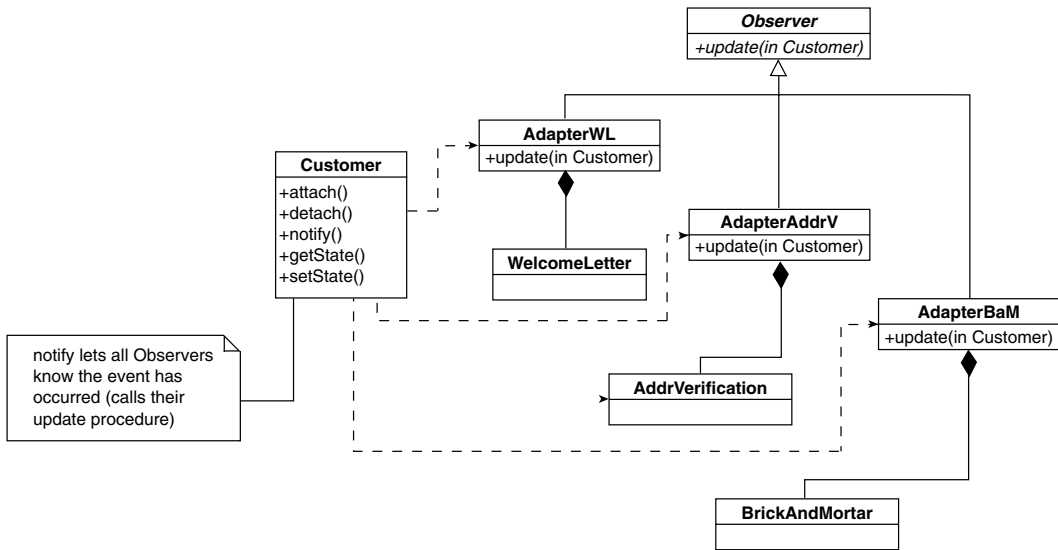 Observer
+update(in Customer)
AdapterWL
+update(in Customer)
Customer
+attach()
+detach()
+notify()
+getState()
+setState()
AdapterAddrV
+update(in Customer)
WelcomeLetter
AdapterBaM
+update(in Customer)
notify lets all Observers
know the event has
occurred (calls their
update procedure)
AddrVerification
BrickAndMortar